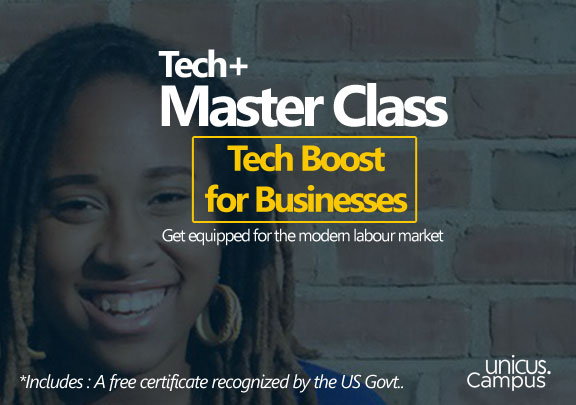 Tech+
Master Class
Tech Boost
for Businesses
Get equipped for the modern labour market
*Includes : A free certificate recognized by the US Govt..
unicus.
Campus